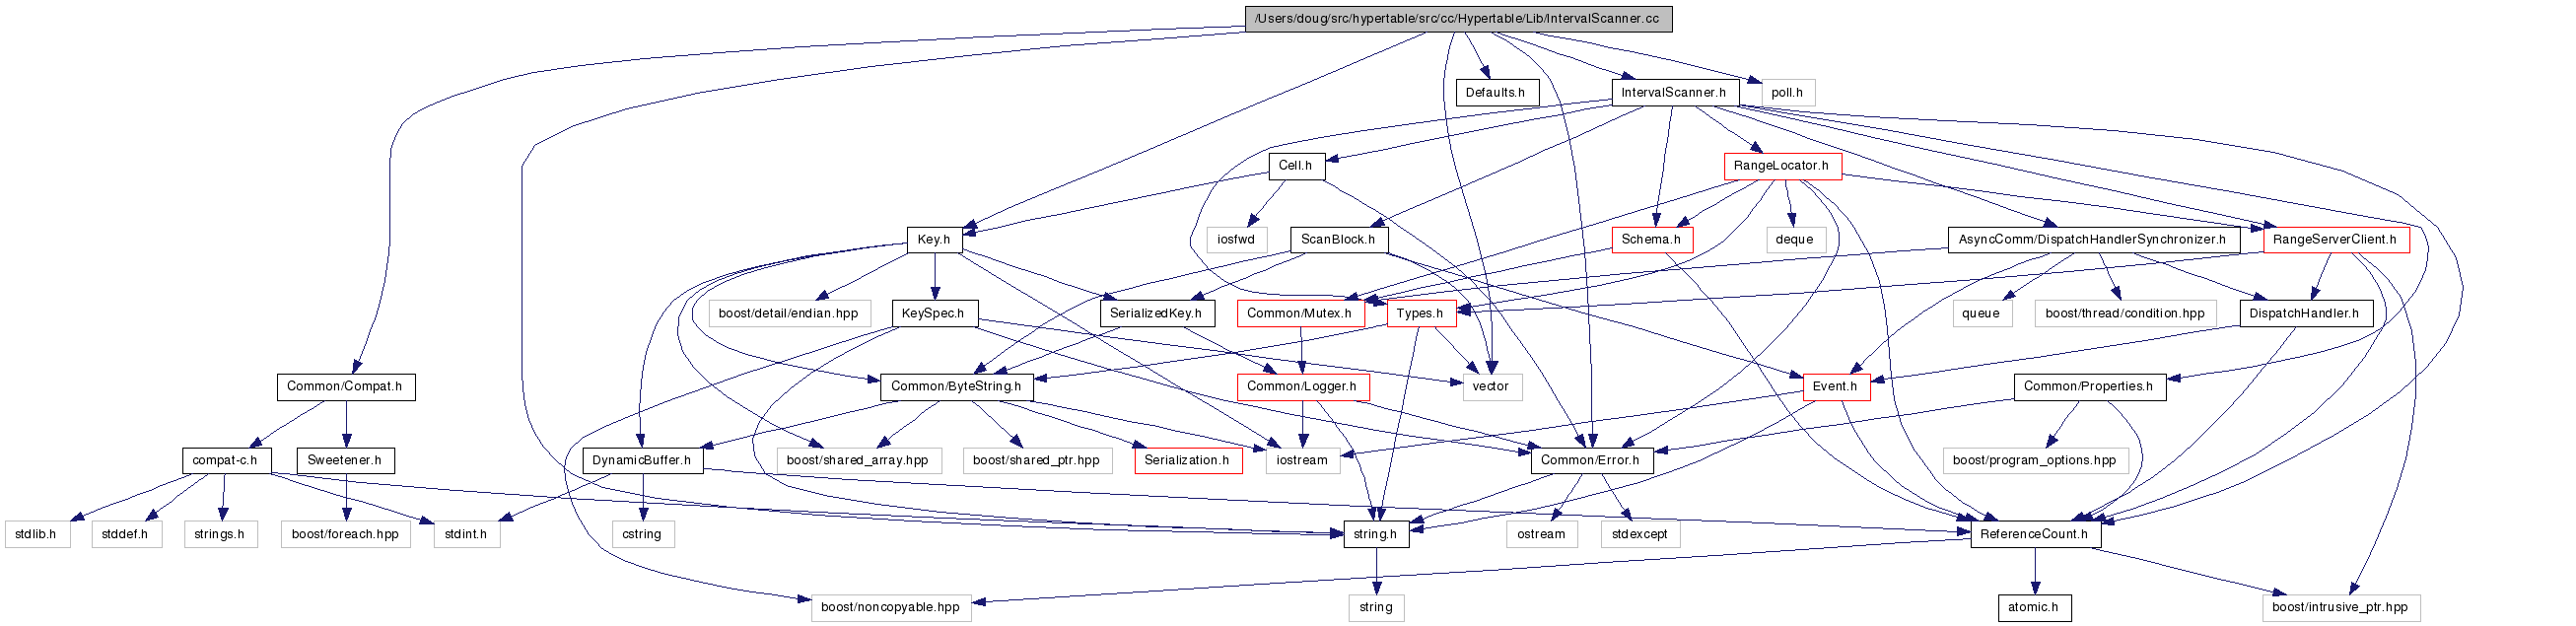 /Users/doug/src/hypertable/src/cc/Hypertable/Lib/IntervalScanner.cc
Defaults.h
IntervalScanner.h
poll.h
Cell.h
RangeLocator.h
Key.h
iosfwd
ScanBlock.h
Schema.h
deque
AsyncComm/DispatchHandlerSynchronizer.h
RangeServerClient.h
boost/detail/endian.hpp
KeySpec.h
SerializedKey.h
Common/Mutex.h
Types.h
queue
boost/thread/condition.hpp
DispatchHandler.h
Common/Compat.h
Common/ByteString.h
Common/Logger.h
vector
Event.h
Common/Properties.h
compat-c.h
Sweetener.h
DynamicBuffer.h
boost/shared_array.hpp
boost/shared_ptr.hpp
Serialization.h
iostream
Common/Error.h
boost/program_options.hpp
stdlib.h
stddef.h
strings.h
boost/foreach.hpp
stdint.h
cstring
string.h
ostream
stdexcept
ReferenceCount.h
boost/noncopyable.hpp
string
atomic.h
boost/intrusive_ptr.hpp